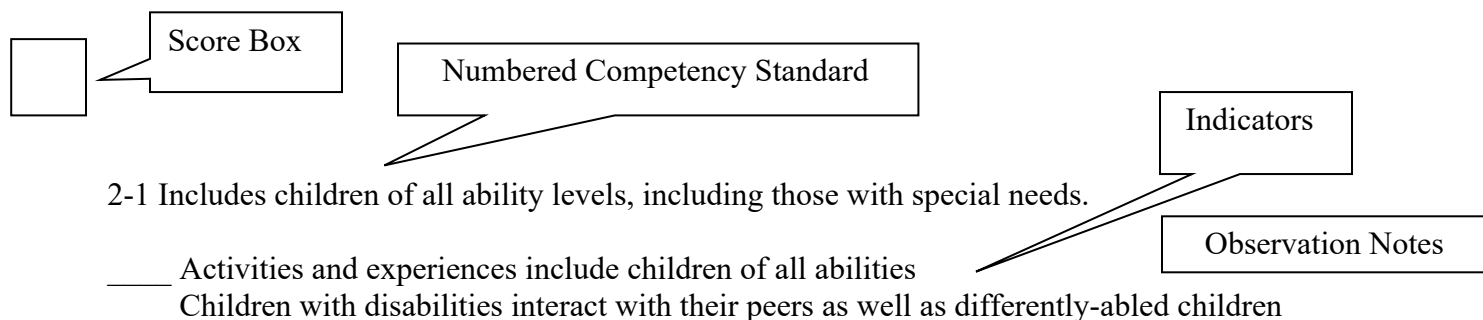 Score Box
Numbered Competency Standard
Indicators
2-1 Includes children of all ability levels, including those with special needs.
Observation Notes
____ Activities and experiences include children of all abilities
Children with disabilities interact with their peers as well as differently-abled children